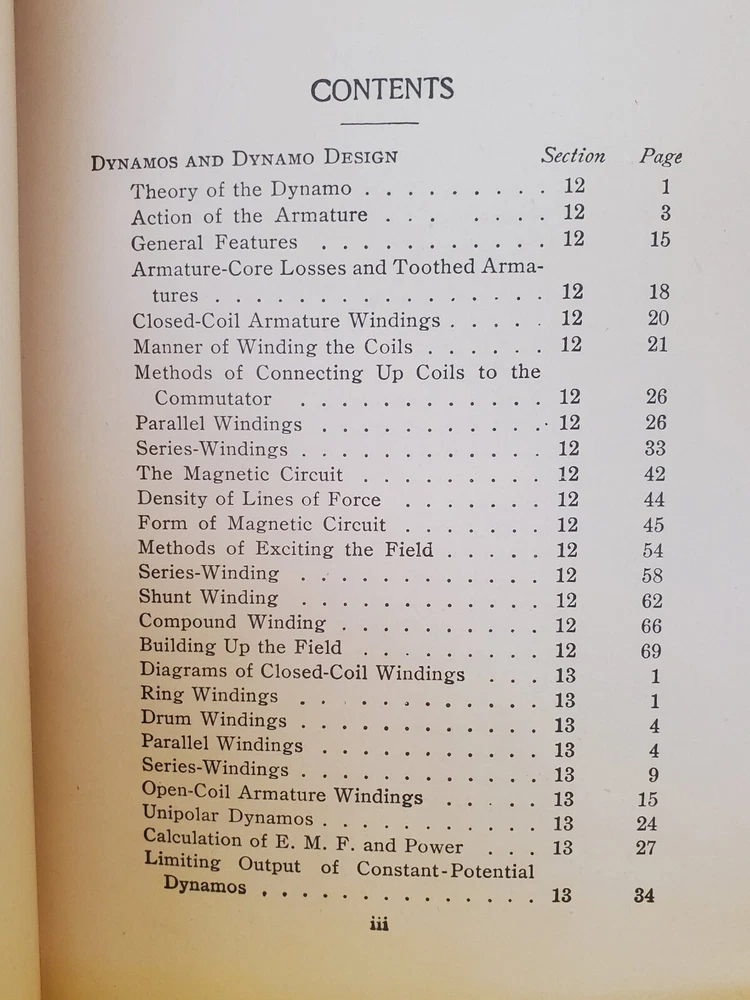 CONTENTS
DYNAMOS AND DYNAMO DESIGN Section Page
Theory of the Dynamo . . . . . . . . . 12 1
Action of the Armature . . . . . . . 12 3
General Features . . . . . . . . . . . 12 15
Armature-Core Losses and Toothed Arma-
tures . . . . . . . . . . . . . . . . 12 18
Closed-Coil Armature Windings . . . . . 12 20
Manner of Winding the Coils . . . . . . 12 21
Methods of Connecting Up Coils to the
Commutator . . . . . . . . . . . . 12 26
Parallel Windings . . . . . . . . . . . 12 26
Series-Windings . . . . . . . . . . . . 12 33
The Magnetic Circuit . . . . . . . . . 12 42
Density of Lines of Force . . . . . . . 12 44
Form of Magnetic Circuit . . . . . . . 12 45
Methods of Exciting the Field . . . . . 12 54
Series-Winding . . . . . . . . . . . . 12 58
Shunt Winding . . . . . . . . . . . . 12 62
Compound Winding . . . . . . . . . . . 12 66
Building Up the Field . . . . . . . . . 12 69
Diagrams of Closed-Coil Windings . . . 13 1
Ring Windings . . . . . . . . . . . . 13 1
Drum Windings . . . . . . . . . . . . 13 4
Parallel Windings . . . . . . . . . . . 13 4
Series-Windings . . . . . . . . . . . . 13 9
Open-Coil Armature Windings . . . . . 13 15
Unipolar Dynamos . . . . . . . . . . . 13 24
Calculation of E. M. F. and Power . . . 13 27
Limiting Output of Constant-Potential
Dynamos . . . . . . . . . . . . . . 13 34
iii